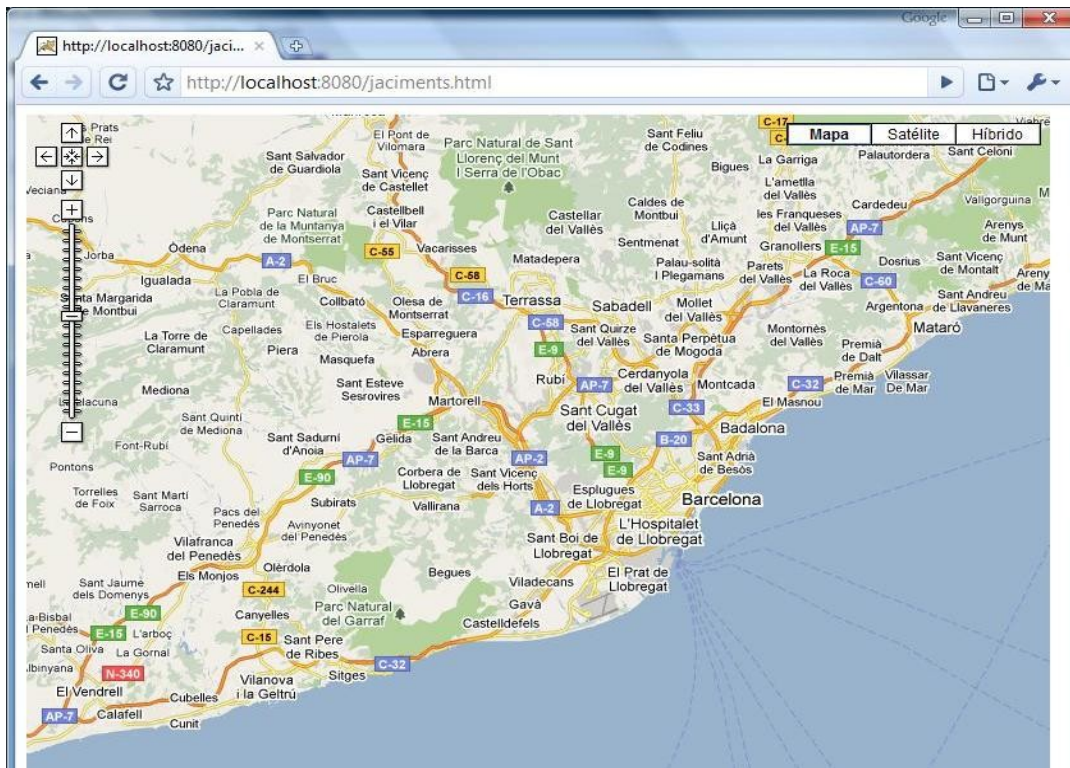 Google
http://localhost:8080/jaci...
http://localhost:8080/jaciments.html
Mapa
Satélite
Híbrido
C-17
s Prats
de Rei
El Pont de
Vilomara
Parc Natural de Sant
Llorenç del Munt
I Serra de l'Obac
Sant Feliu
de Codines
Bigues
La Garriga
Palautordera
Sant Celoni
Sant Salvador
de Guardiola
Sant Vicenç
de Castellet
L'ametlla
del Vallès
Veciana
Parc Natural
de la Muntanya
de Montserrat
Castellbell
i el Vilar
Castellar
del Vallès
Caldes de
Montbui
Lliçà
d'Amunt
les Franqueses
del Vallès
Cardedeu
Vallgorguina
AP-7
E-15
Arenys
de Munt
Òdena
Jorba
A-2
C-55
Vacarisses
Matadepera
Sentmenat
Granollers
Igualada
El Bruc
C-58
C-16
Palau-solità
I Plegamans
Parets
del Vallès
La Roca
del Vallès
C-60
Dosrius
Sant Vicenç
de Montalt
Santa Margarida
de Montbui
La Pobla de
Claramunt
Collbató
Olesa de
Montserrat
Terrassa
Sabadell
Mollet
del Vallès
Argentona
Sant Andreu
de Llavaneres
Areny
de Ma
La Torre de
Claramunt
Capellades
Els Hostalets
de Pierola
Esparreguera
C-58
Sant Quirze
del Vallès
Santa Perpètua
de Mogoda
Montornès
del Vallès
Mataró
Piera
Masquefa
Abrera
E-9
Premià
de Dalt
Mediona
Sant Esteve
Sesrovires
Rubí
AP-7
Cerdanyola
del Vallès
Montcada
C-32
Premià
de Mar
Vilassar
De Mar
Martorell
Sant Cugat
del Vallès
C-33
El Masnou
Sant Quintí
de Mediona
E-15
Badalona
Font-Rubí
Sant Sadurní
d'Anoia
Gelida
Sant Andreu
de la Barca
B-20
Pontons
AP-7
AP-2
E-9
E-9
Sant Adrià
de Besòs
E-90
Corbera de
Llobregat
Sant Vicenç
dels Horts
Torrelles
de Foix
Sant Martí
Sarroca
Subirats
Vallirana
Esplugues
de Llobregat
Barcelona
Pacs del
Penedès
Avinyonet
del Penedès
A-2
L'Hospitalet
de Llobregat
Vilafranca
del Penedès
Sant Boi de
Llobregat
Els Monjos
Olèrdola
Begues
Viladecans
El Prat de
Llobregat
Sant Jaume
dels Domenys
C-244
Olivella
Parc Natural
del Garraf
Gavà
E-90
Canyelles
Castelldefels
E-15
L'arboç
C-15
Sant Pere
de Ribes
Santa Oliva
La Gornal
C-32
N-340
Sitges
El Vendrell
Vilanova
i la Geltrú
Cubelles
AP-7
Calafell
Cunit